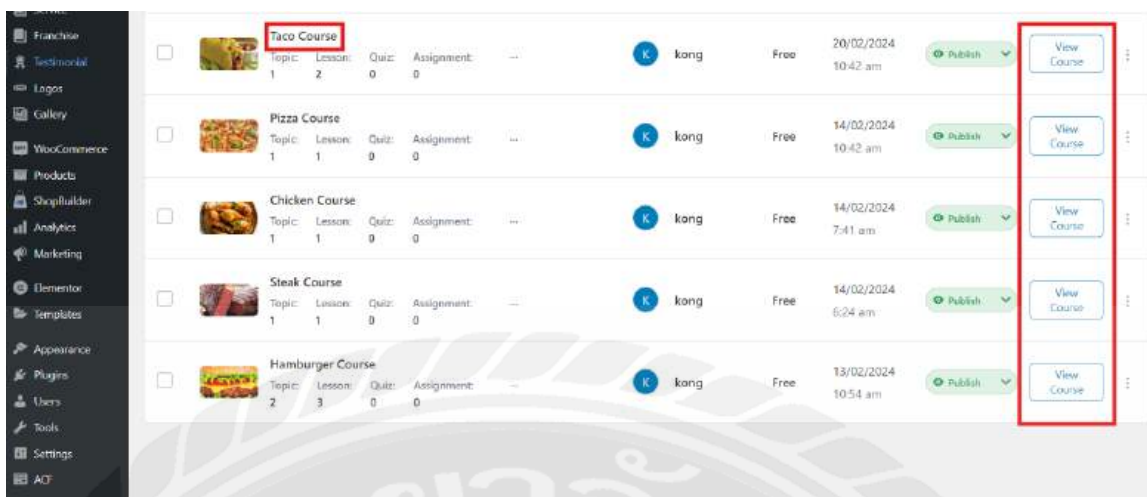 Franchise
Testimonial
Logos
Gallery
WooCommerce
Products
ShopBuilder
Analytics
Marketing
Elementor
Templates
Appearance
Plugins
Users
Tools
Settings
ACF
Taco Course
Topic: Lesson: Quiz: Assignment: ...
1 2 0 0
K kong Free 20/02/2024 10:42 am Publish View Course
Pizza Course
Topic: Lesson: Quiz: Assignment: ...
1 1 0 0
K kong Free 14/02/2024 10:42 am Publish View Course
Chicken Course
Topic: Lesson: Quiz: Assignment: ...
1 1 0 0
K kong Free 14/02/2024 7:41 am Publish View Course
Steak Course
Topic: Lesson: Quiz: Assignment: ...
1 1 0 0
K kong Free 14/02/2024 6:24 am Publish View Course
Hamburger Course
Topic: Lesson: Quiz: Assignment: ...
2 3 0 0
K kong Free 13/02/2024 10:54 am Publish View Course